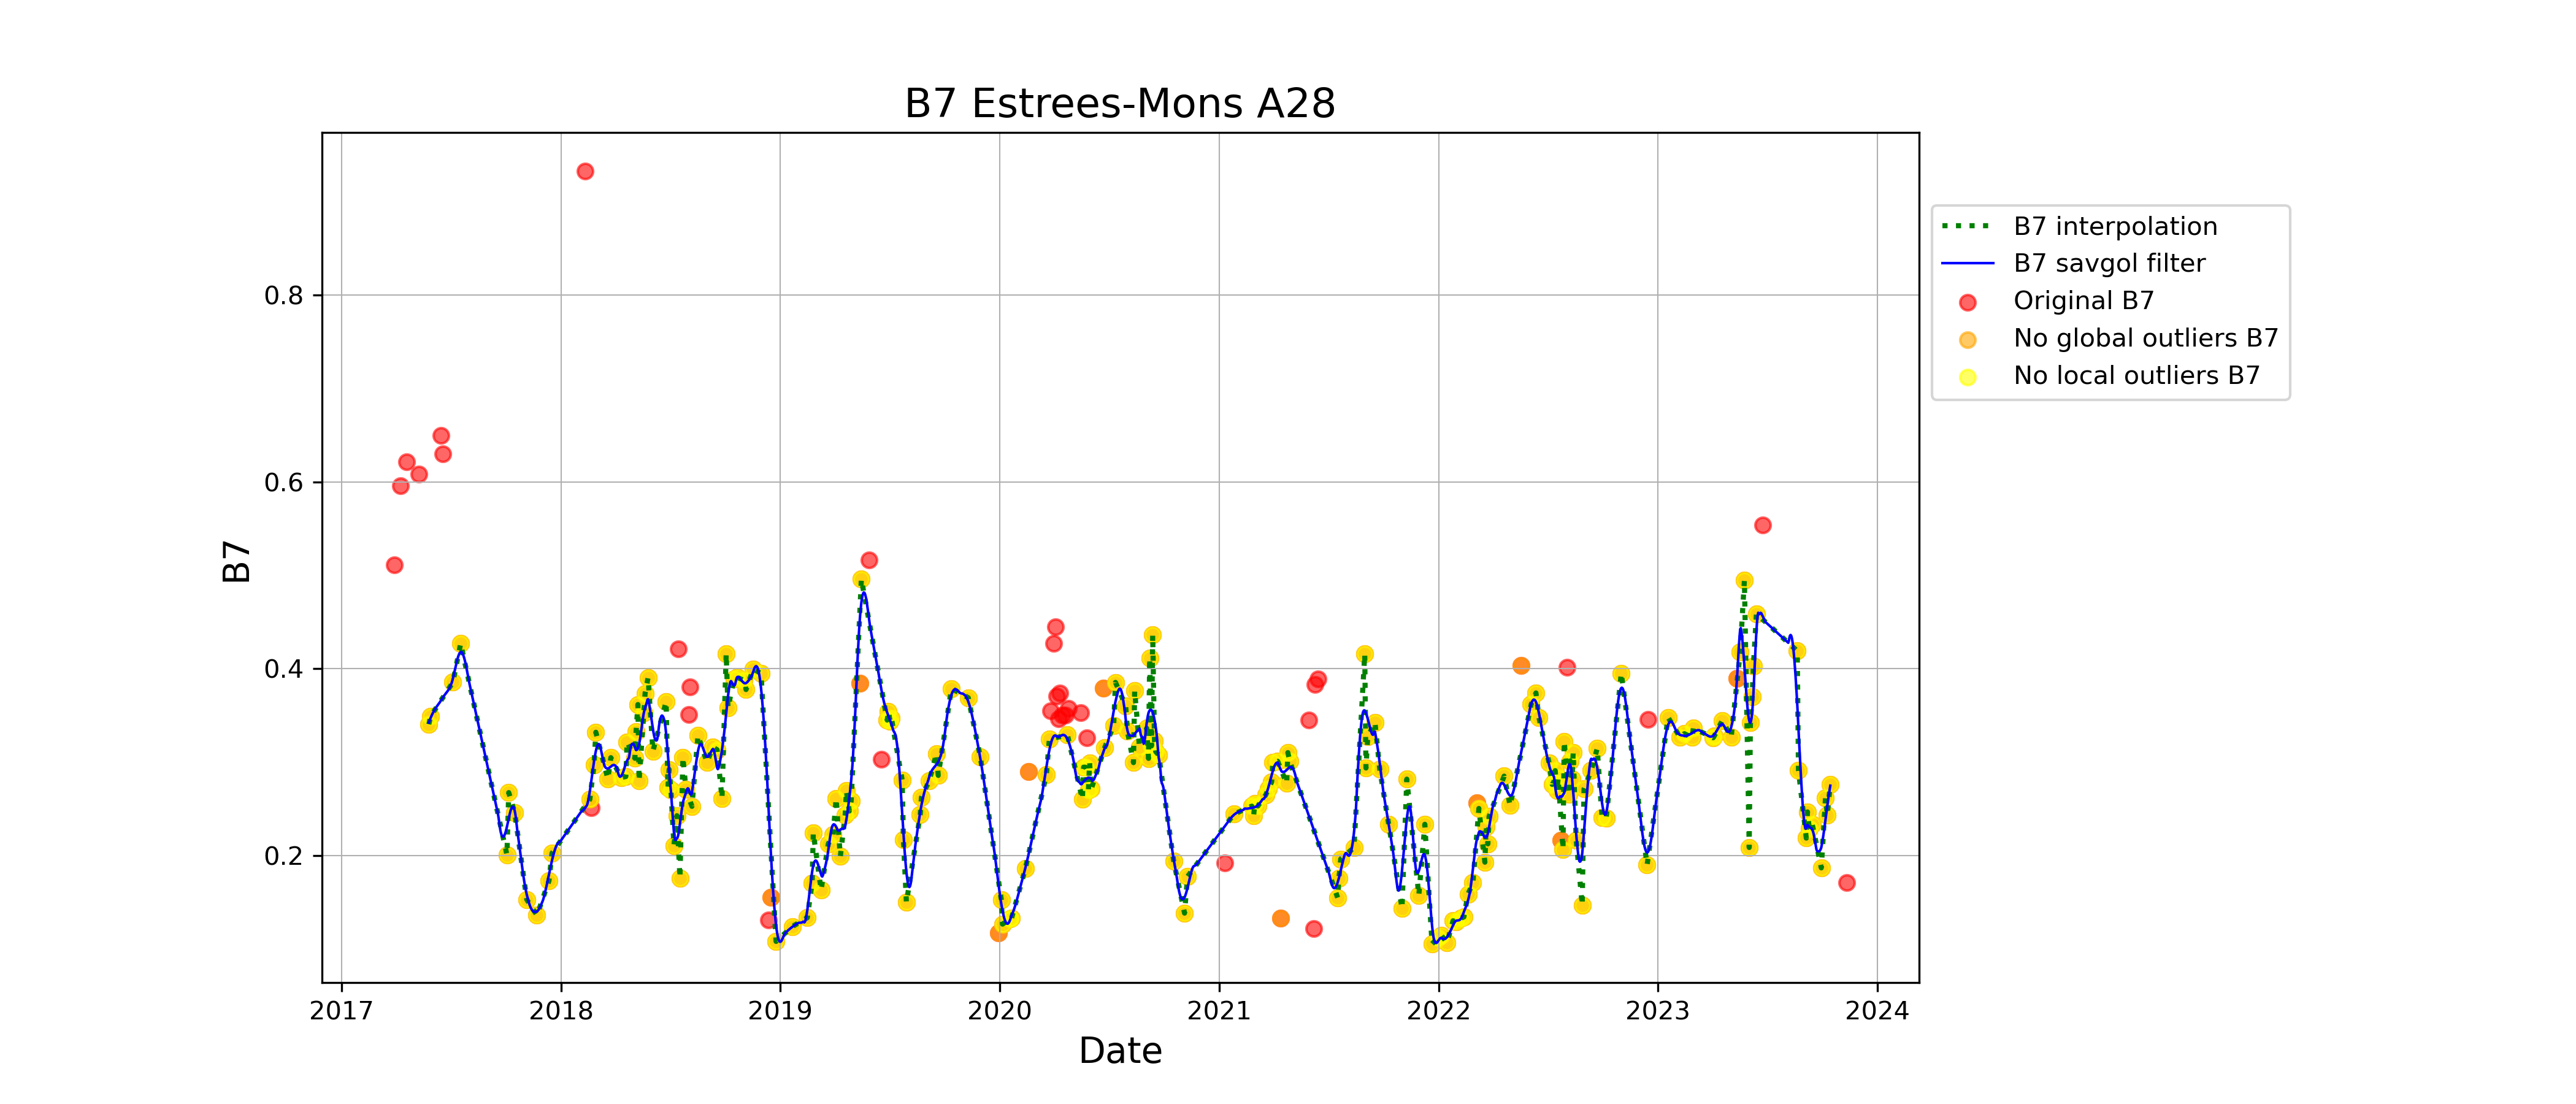 B7 Estrees-Mons A28
B7 interpolation
B7 savgol filter
Original B7
No global outliers B7
No local outliers B7
0.8
0.6
0.4
0.2
B7
2017 2018 2019 2020 2021 2022 2023 2024
Date